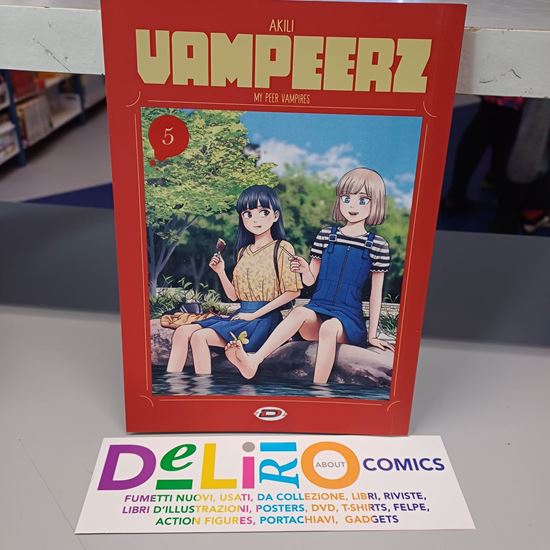 AKILI
VAMPEERZ
MY PEER VAMPIRES
5
D
DeLiRiO ABOUT COMICS
FUMETTI NUOVI, USATI, DA COLLEZIONE, LIBRI, RIVISTE,
LIBRI D'ILLUSTRAZIONI, POSTERS, DVD, T-SHIRTS, FELPE,
ACTION FIGURES, PORTACHIAVI, GADGETS